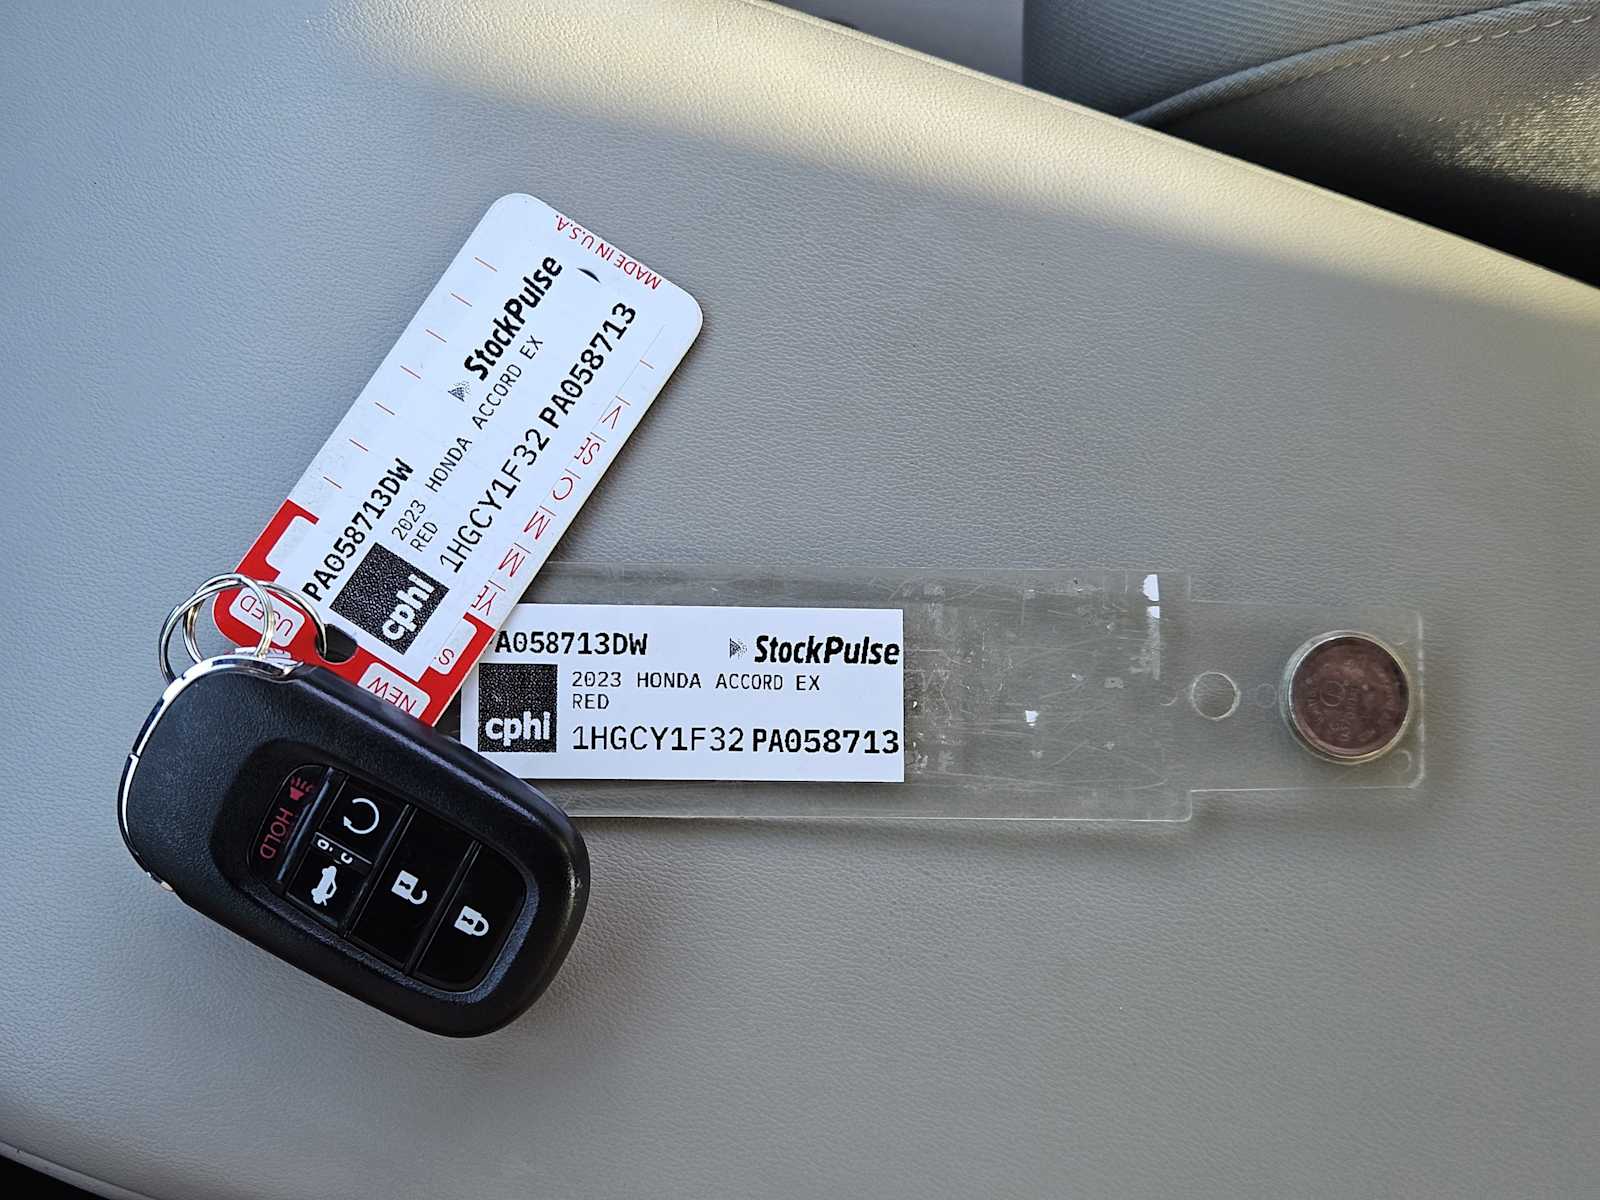 MADE IN U.S.A.
PA058713DW
StockPulse
2023 HONDA ACCORD EX
RED
cphi
1HGCY1F32 PA058713
USED
NEW
A058713DW
StockPulse
2023 HONDA ACCORD EX
RED
cphi
1HGCY1F32 PA058713
HOLD